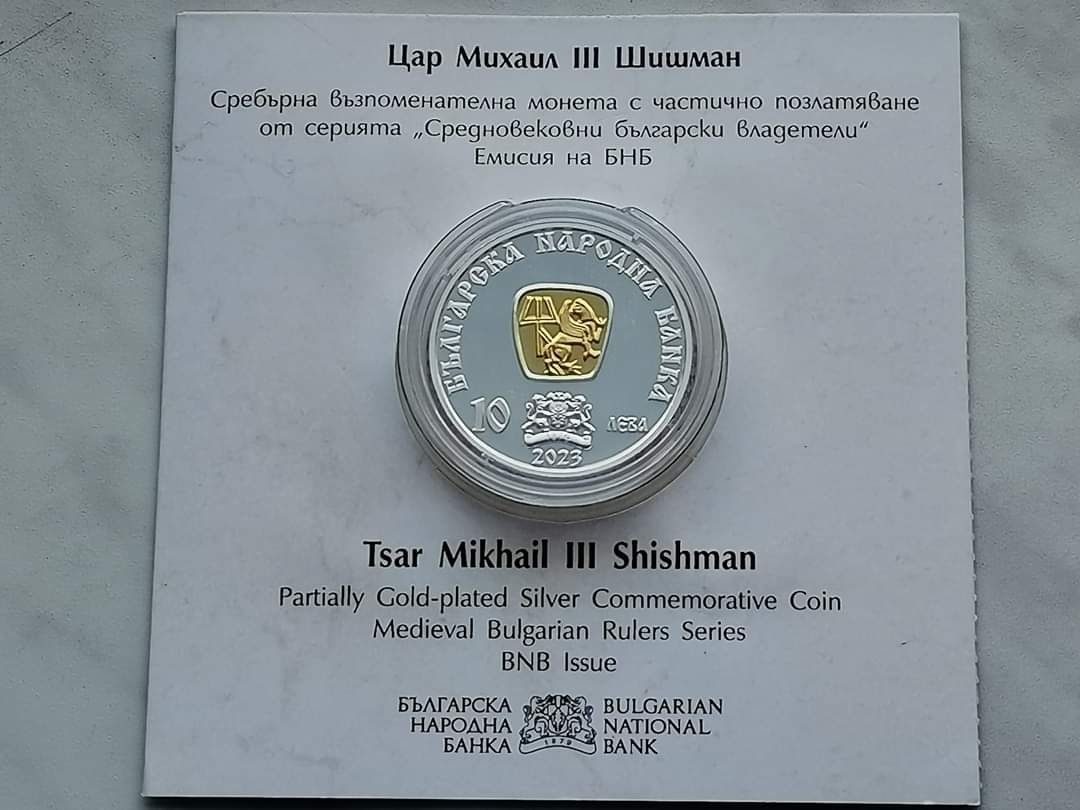 Цар Михаил III Шишман
Сребърна възпоменателна монета с частично позлатяване
от серията „Средновековни български владетели“
Емисия на БНБ
БЪЛГАРСКА НАРОДНА БАНКА
10
ЛЕВА
2023
Tsar Mikhail III Shishman
Partially Gold-plated Silver Commemorative Coin
Medieval Bulgarian Rulers Series
BNB Issue
БЪЛГАРСКА
НАРОДНА
БАНКА
1879
BULGARIAN
NATIONAL
BANK